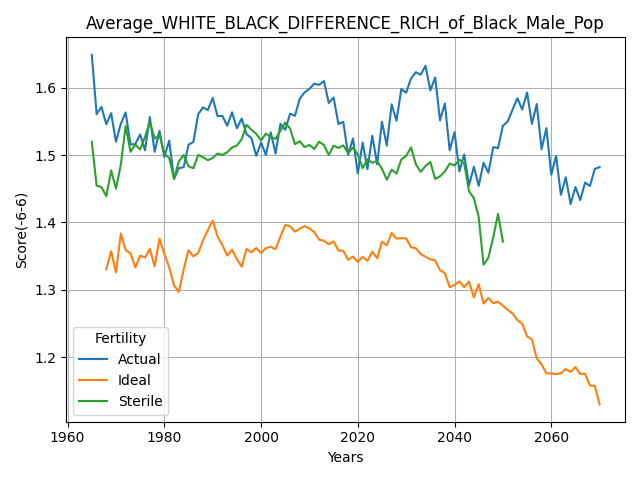 Average_WHITE_BLACK_DIFFERENCE_RICH_of_Black_Male_Pop
Score(-6-6)
1.6
1.5
1.4
1.3
1.2
Fertility
Actual
Ideal
Sterile
1960 1980 2000 2020 2040 2060
Years